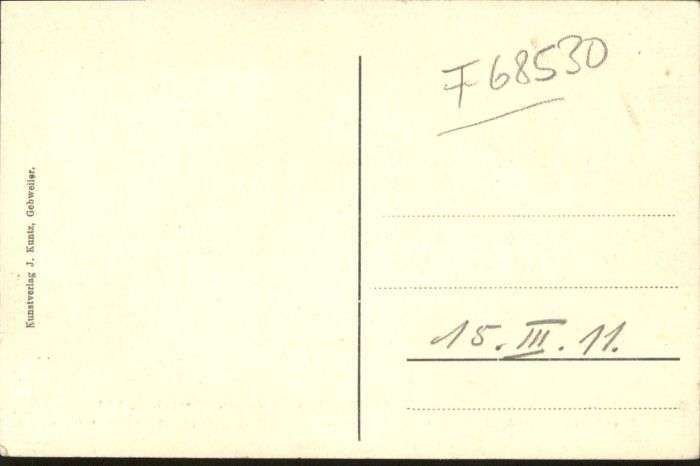 Kunstverlag J. Kuntz, Gebweiler.
F 68530
15. III. 11.